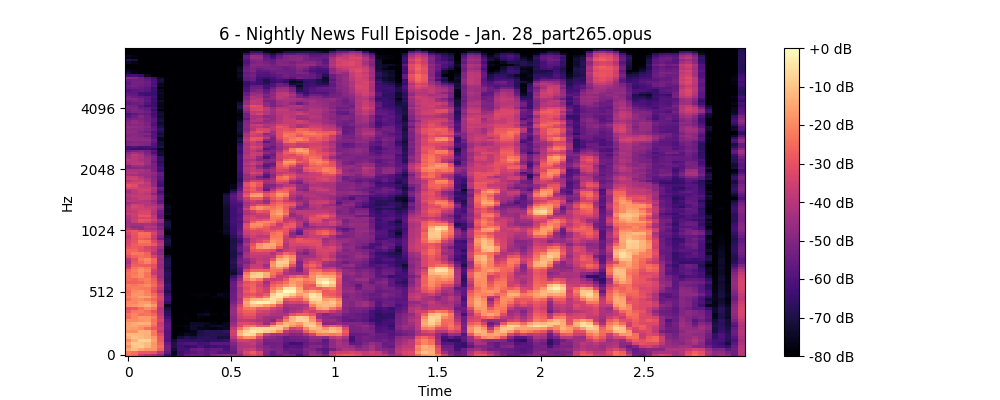 6 - Nightly News Full Episode - Jan. 28_part265.opus
Hz
4096
2048
1024
512
0
0
0.5
1
1.5
2
2.5
Time
+0 dB
-10 dB
-20 dB
-30 dB
-40 dB
-50 dB
-60 dB
-70 dB
-80 dB